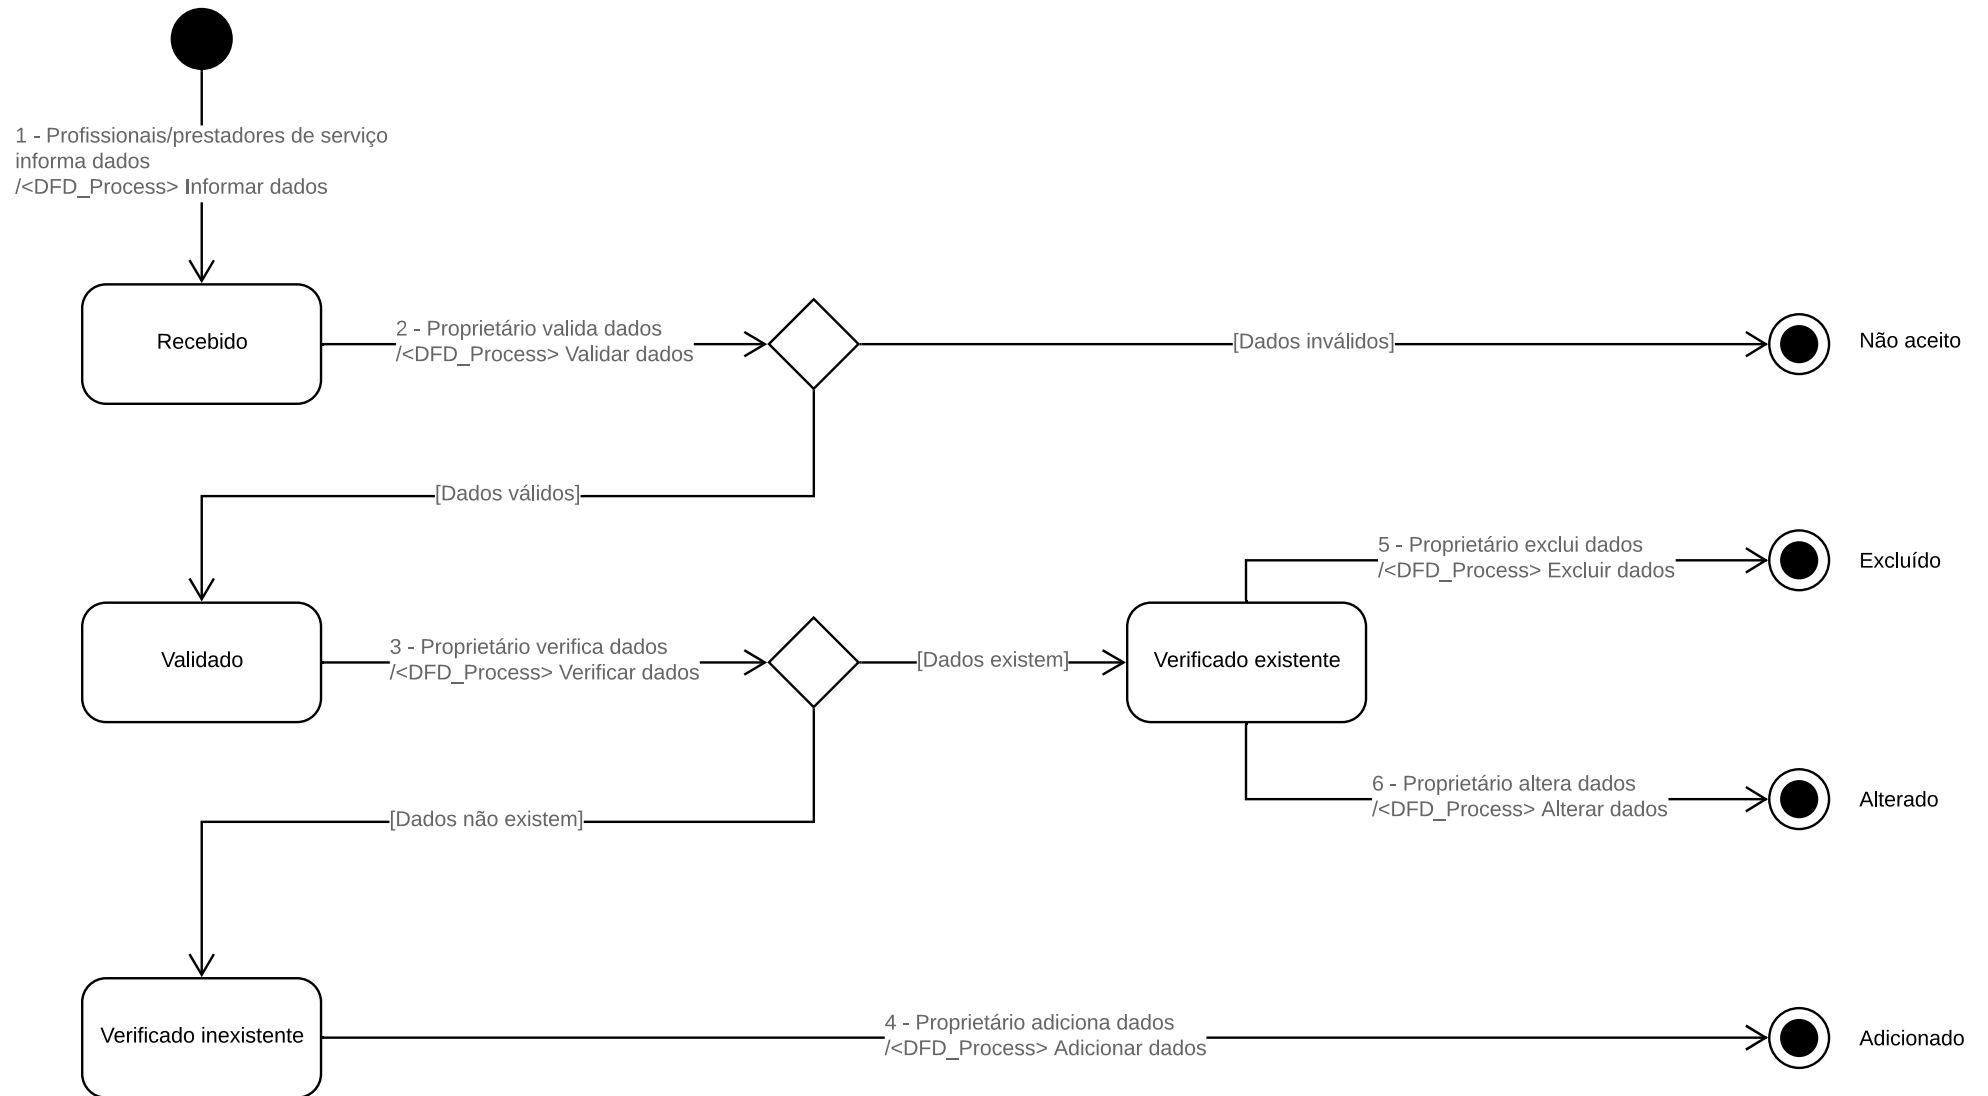 1 - Profissionais/prestadores de serviço
informa dados
/<DFD_Process> Informar dados
Recebido
2 - Proprietário valida dados
/<DFD_Process> Validar dados
[Dados inválidos]
Não aceito
[Dados válidos]
5 - Proprietário exclui dados
/<DFD_Process> Excluir dados
Excluído
Validado
3 - Proprietário verifica dados
/<DFD_Process> Verificar dados
[Dados existem]
Verificado existente
6 - Proprietário altera dados
/<DFD_Process> Alterar dados
Alterado
[Dados não existem]
Verificado inexistente
4 - Proprietário adiciona dados
/<DFD_Process> Adicionar dados
Adicionado